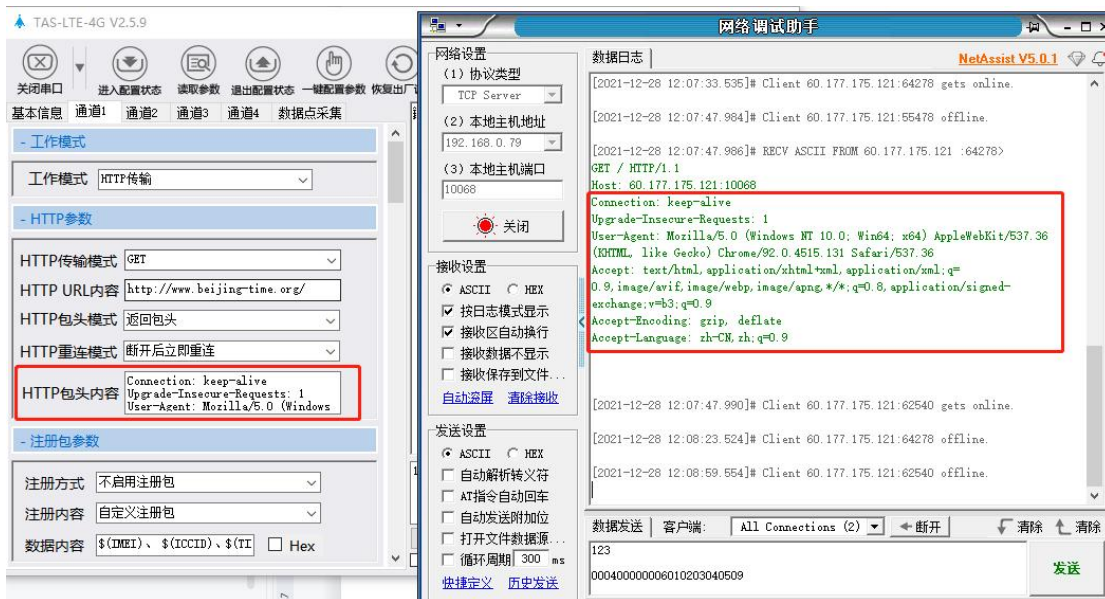 TAS-LTE-4G V2.5.9
关闭串口
进入配置状态
读取参数
退出配置状态
一键配置参数
恢复出厂
基本信息
通道1
通道2
通道3
通道4
数据点采集
- 工作模式
工作模式 HTTP传输
- HTTP参数
HTTP传输模式 GET
HTTP URL内容 http://www.beijing-time.org/
HTTP包头模式 返回包头
HTTP重连模式 断开后立即重连
HTTP包头内容 Connection: keep-alive
Upgrade-Insecure-Requests: 1
User-Agent: Mozilla/5.0 (Windows
- 注册包参数
注册方式 不启用注册包
注册内容 自定义注册包
数据内容 $(IMEI)、 $(ICCID)、$(TI Hex
网络调试助手
网络设置
(1) 协议类型
TCP Server
(2) 本地主机地址
192.168.0.79
(3) 本地主机端口
10068
关闭
接收设置
ASCII HEX
按日志模式显示
接收区自动换行
接收数据不显示
接收保存到文件...
自动滚屏 清除接收
发送设置
ASCII HEX
自动解析转义符
AT指令自动回车
自动发送附加位
打开文件数据源...
循环周期 300 ms
快捷定义 历史发送
数据日志
NetAssist V5.0.1
[2021-12-28 12:07:33.535]# Client 60.177.175.121:64278 gets online.
[2021-12-28 12:07:47.984]# Client 60.177.175.121:55478 offline.
[2021-12-28 12:07:47.986]# RECV ASCII FROM 60.177.175.121 :64278>
GET / HTTP/1.1
Host: 60.177.175.121:10068
Connection: keep-alive
Upgrade-Insecure-Requests: 1
User-Agent: Mozilla/5.0 (Windows NT 10.0; Win64; x64) AppleWebKit/537.36
(KHTML, like Gecko) Chrome/92.0.4515.131 Safari/537.36
Accept: text/html,application/xhtml+xml,application/xml;q=
0.9,image/avif,image/webp,image/apng,*/*;q=0.8,application/signed-
exchange;v=b3;q=0.9
Accept-Encoding: gzip, deflate
Accept-Language: zh-CN,zh;q=0.9
[2021-12-28 12:07:47.990]# Client 60.177.175.121:62540 gets online.
[2021-12-28 12:08:23.524]# Client 60.177.175.121:64278 offline.
[2021-12-28 12:08:59.554]# Client 60.177.175.121:62540 offline.
数据发送 客户端: All Connections (2) 断开 清除 清除
123
000400000006010203040509
发送